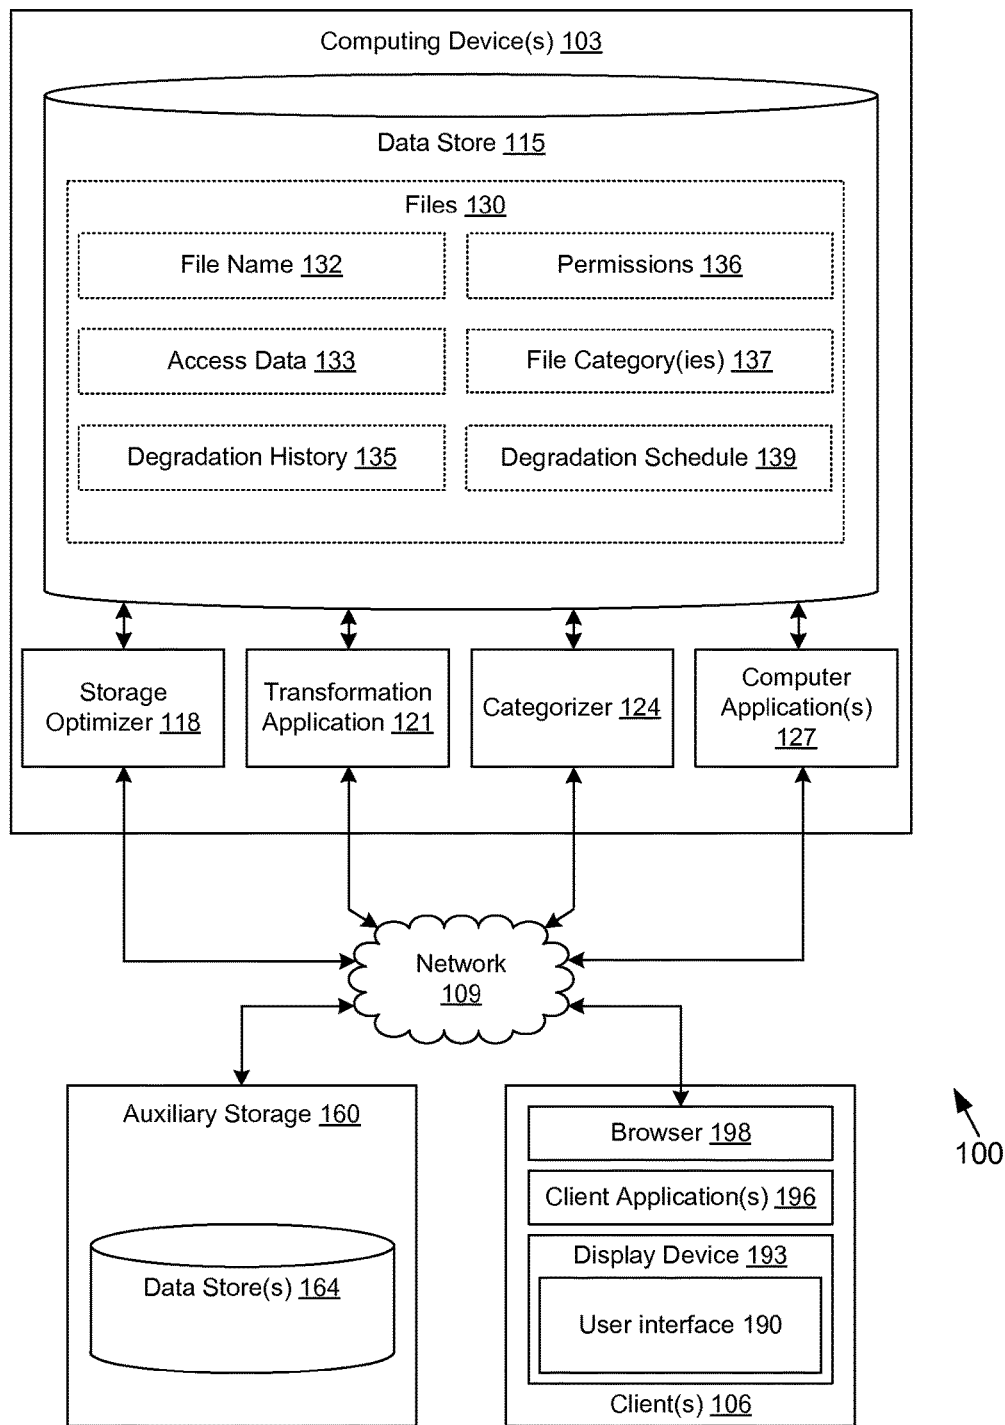 Computing Device(s) 103
Data Store 115
Files 130
File Name 132
Permissions 136
Access Data 133
File Category(ies) 137
Degradation History 135
Degradation Schedule 139
Storage
Optimizer 118
Transformation
Application 121
Categorizer 124
Computer
Application(s)
127
Network
109
Auxiliary Storage 160
Data Store(s) 164
Browser 198
Client Application(s) 196
Display Device 193
User interface 190
Client(s) 106
100